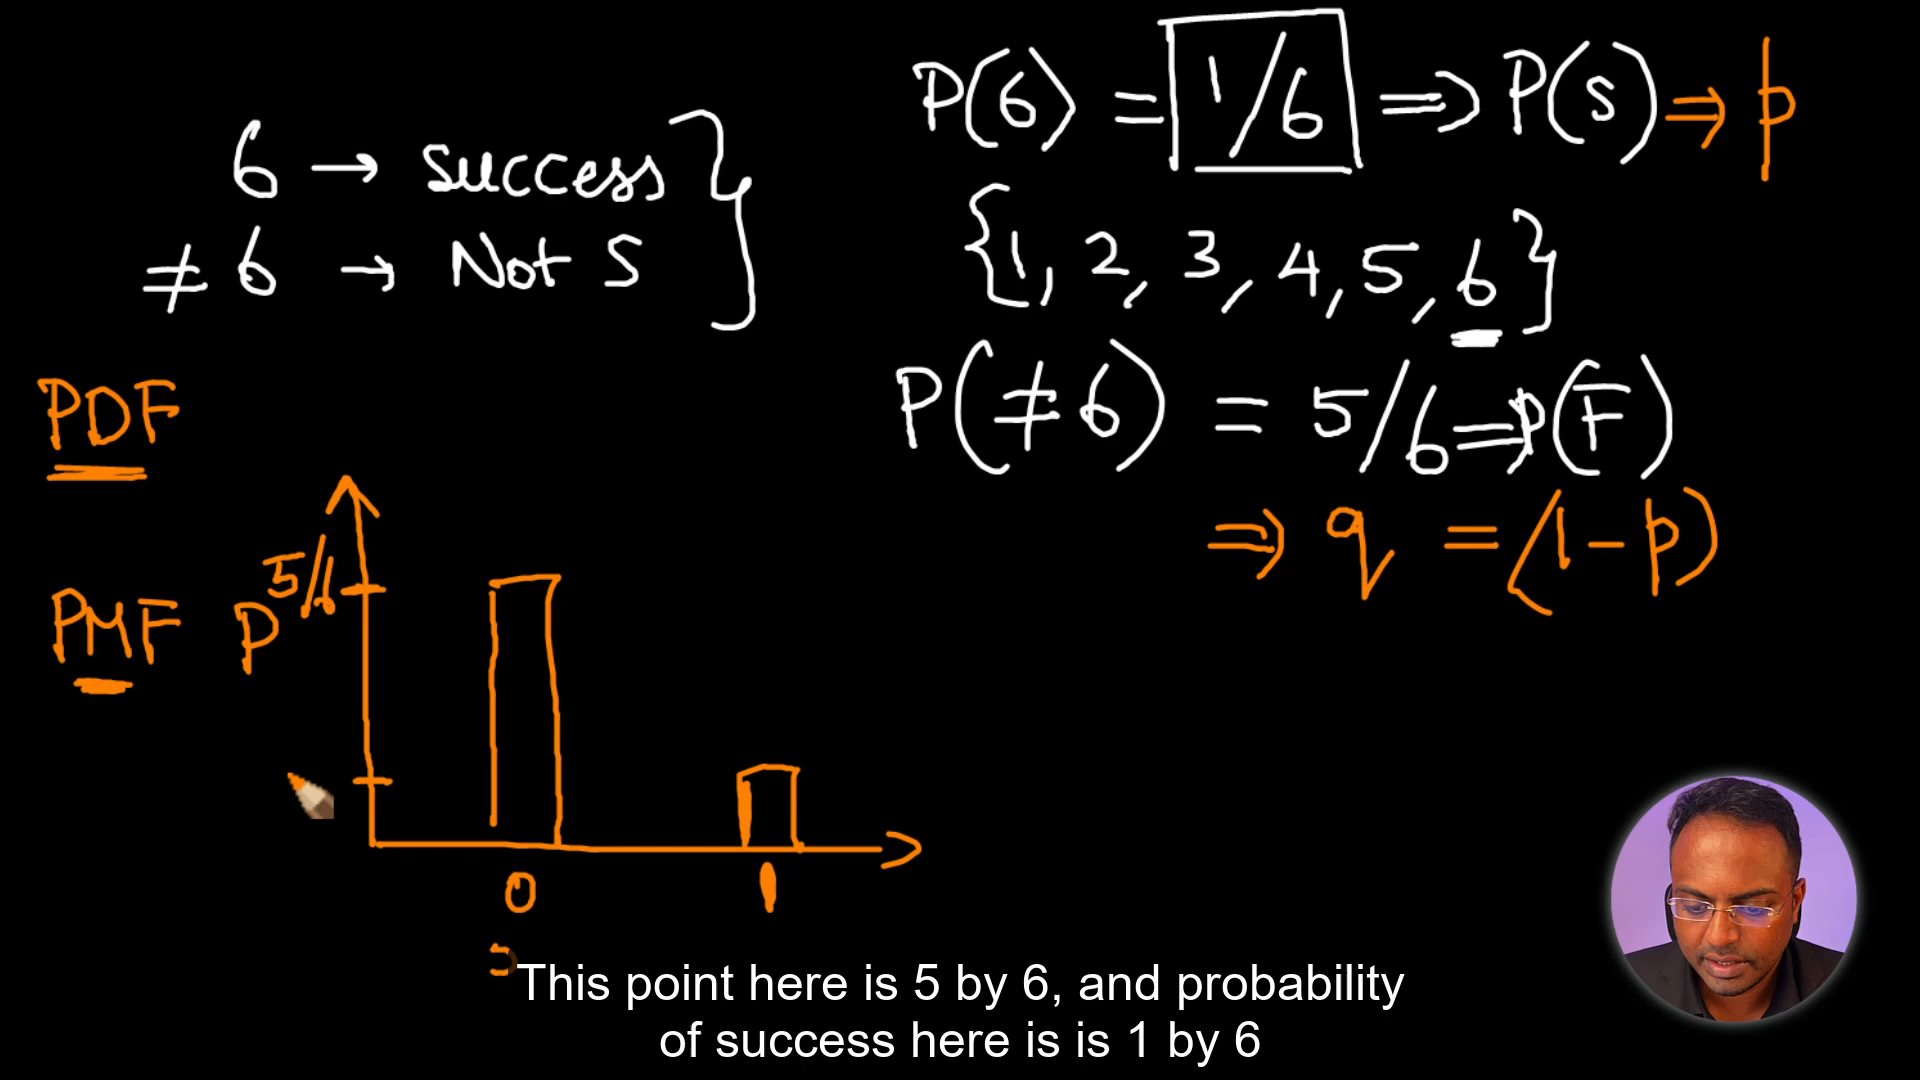 P(6) = 1/6 ⇒ P(S) ⇒ p
6 → success
{1, 2, 3, 4, 5, 6}
≠ 6 → Not S
P(≠ 6) = 5/6 ⇒ P(F)
PDF
⇒ q = (1 - p)
5/6
PMF P
0 1
This point here is 5 by 6, and probability
of success here is is 1 by 6